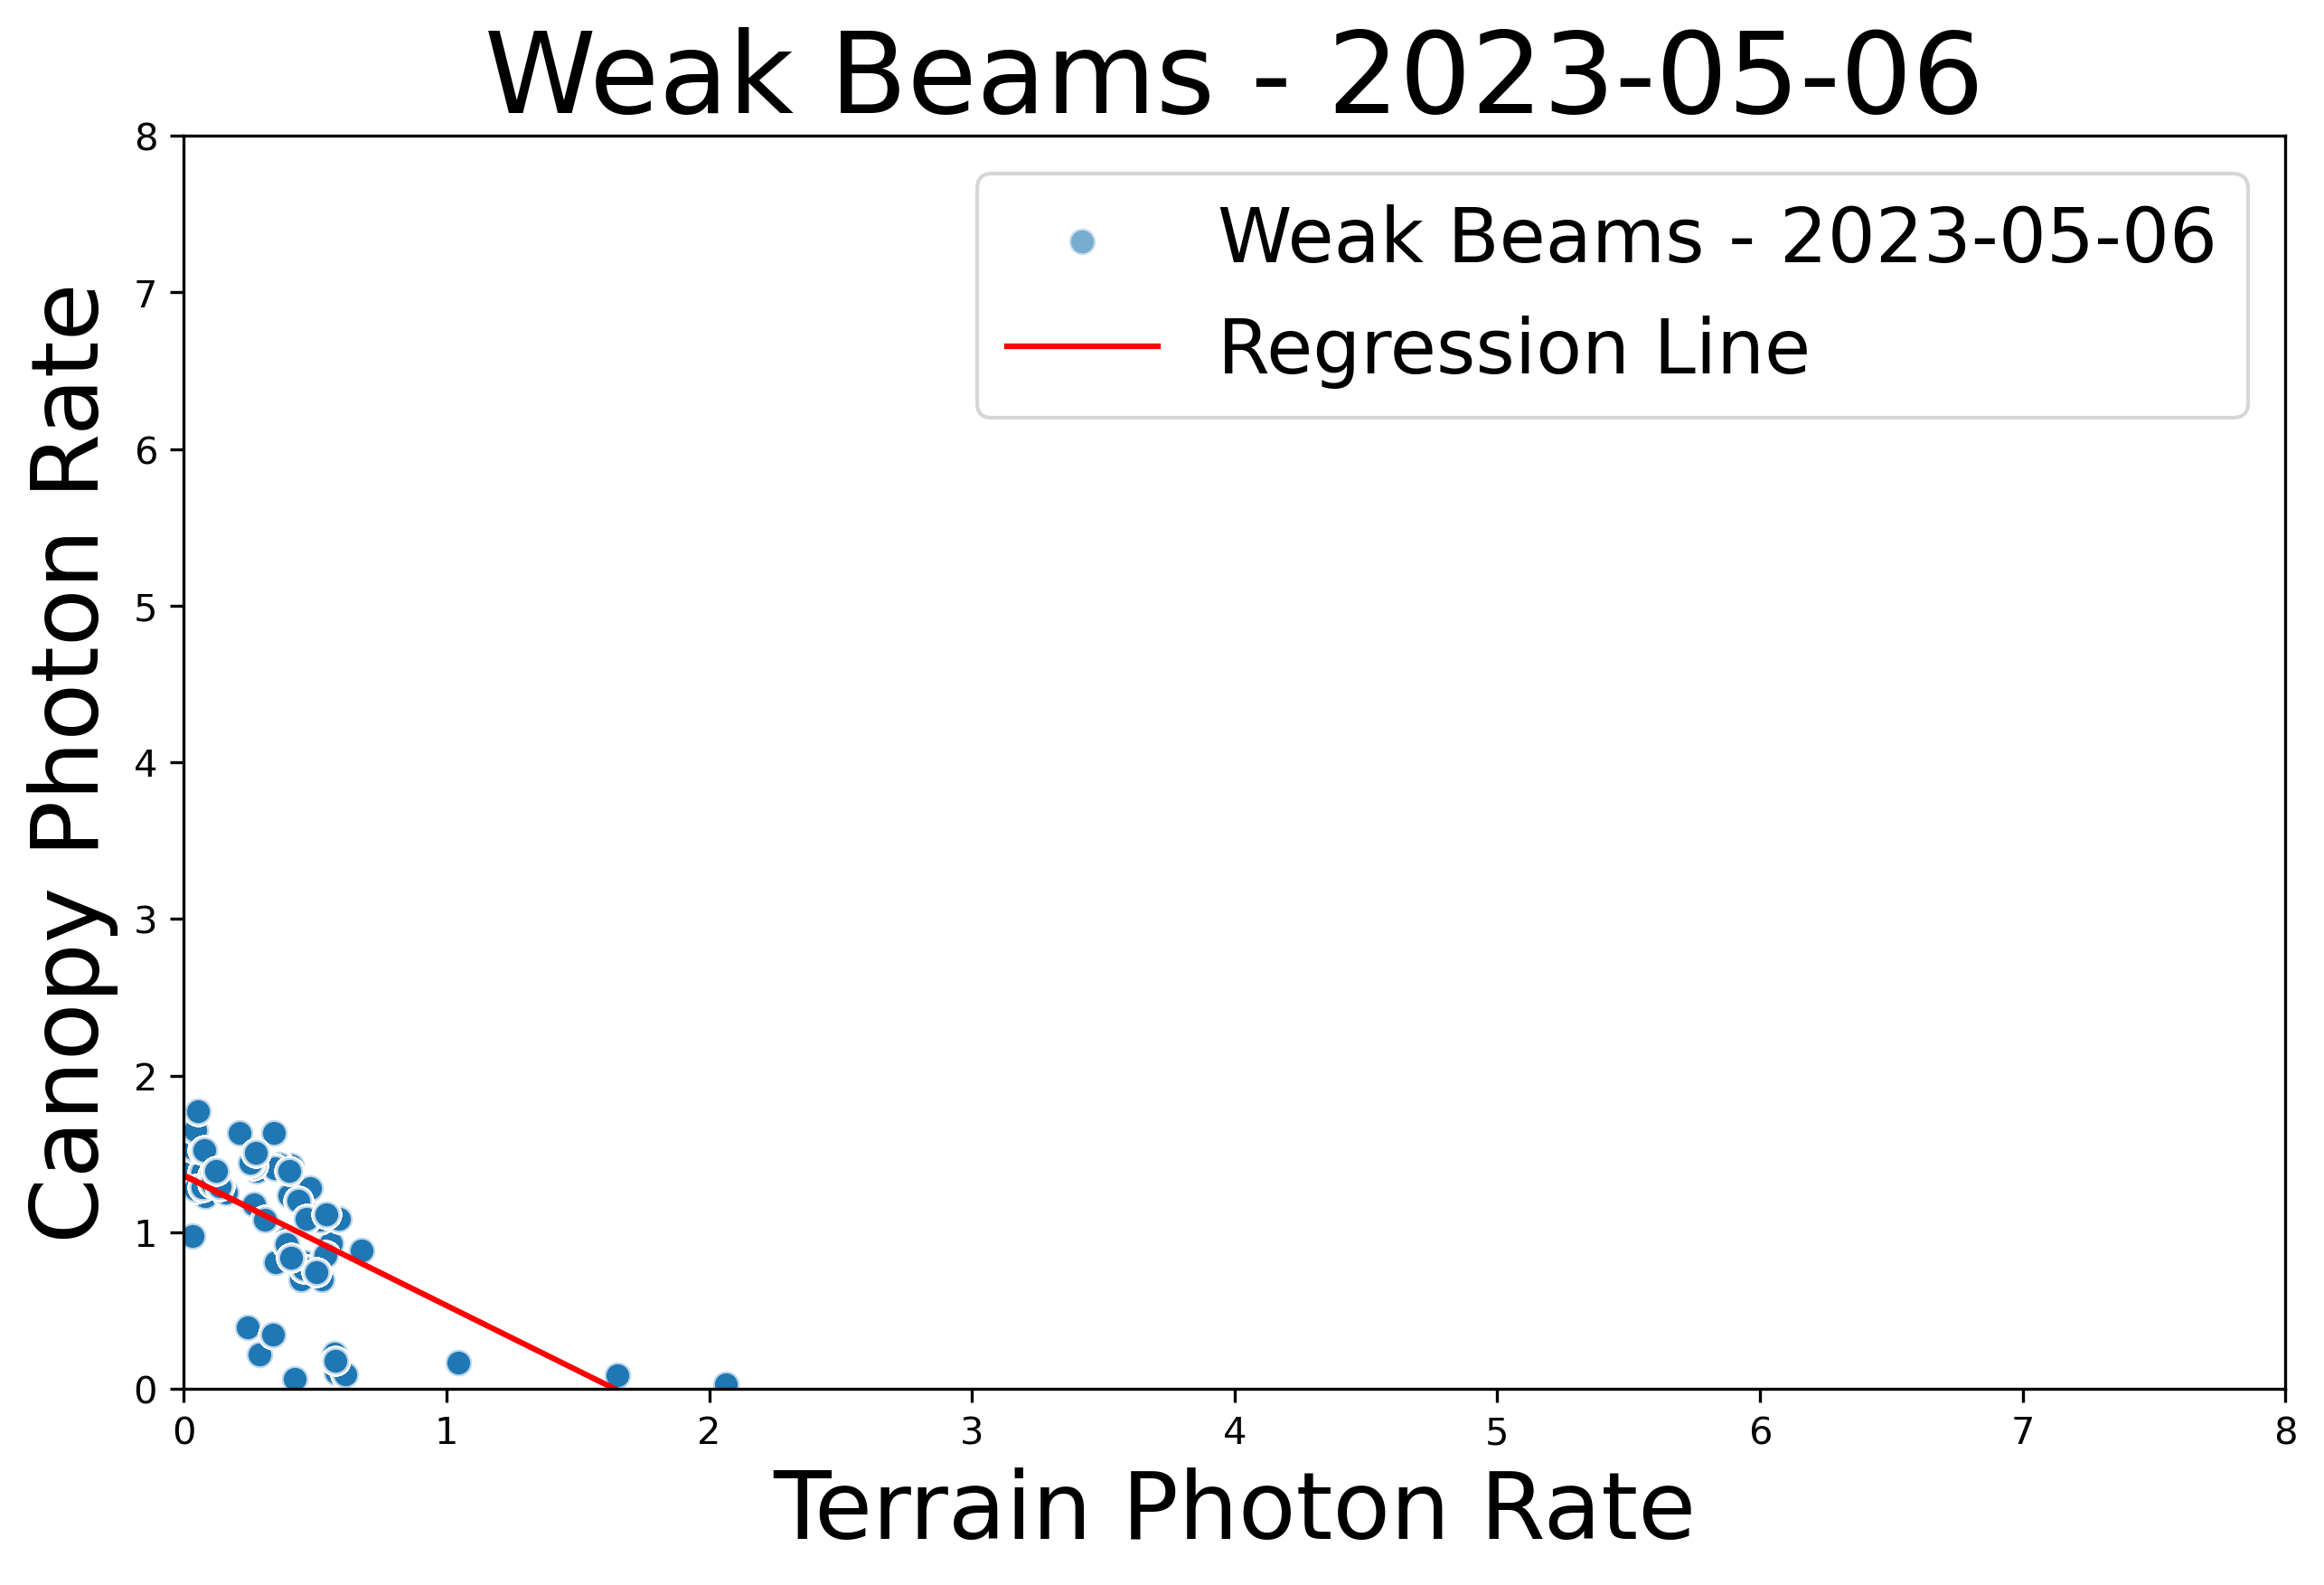 Weak Beams - 2023-05-06
Weak Beams - 2023-05-06
Regression Line
Canopy Photon Rate
8
7
6
5
4
3
2
1
0
0 1 2 3 4 5 6 7 8
Terrain Photon Rate